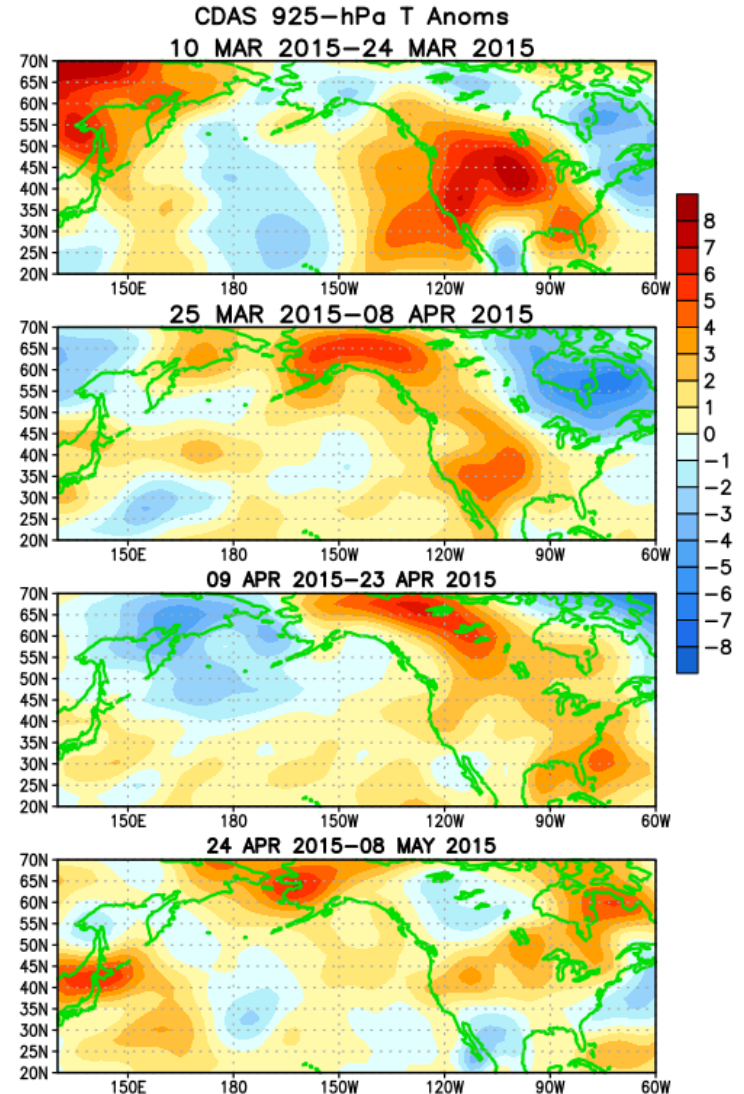 CDAS 925-hPa T Anoms
10 MAR 2015-24 MAR 2015
70N
65N
60N
55N
50N
45N
40N
35N
30N
25N
20N
150E 180 150W 120W 90W 60W
25 MAR 2015-08 APR 2015
70N
65N
60N
55N
50N
45N
40N
35N
30N
25N
20N
150E 180 150W 120W 90W 60W
09 APR 2015-23 APR 2015
70N
65N
60N
55N
50N
45N
40N
35N
30N
25N
20N
150E 180 150W 120W 90W 60W
24 APR 2015-08 MAY 2015
70N
65N
60N
55N
50N
45N
40N
35N
30N
25N
20N
150E 180 150W 120W 90W 60W
8
7
6
5
4
3
2
1
0
-1
-2
-3
-4
-5
-6
-7
-8